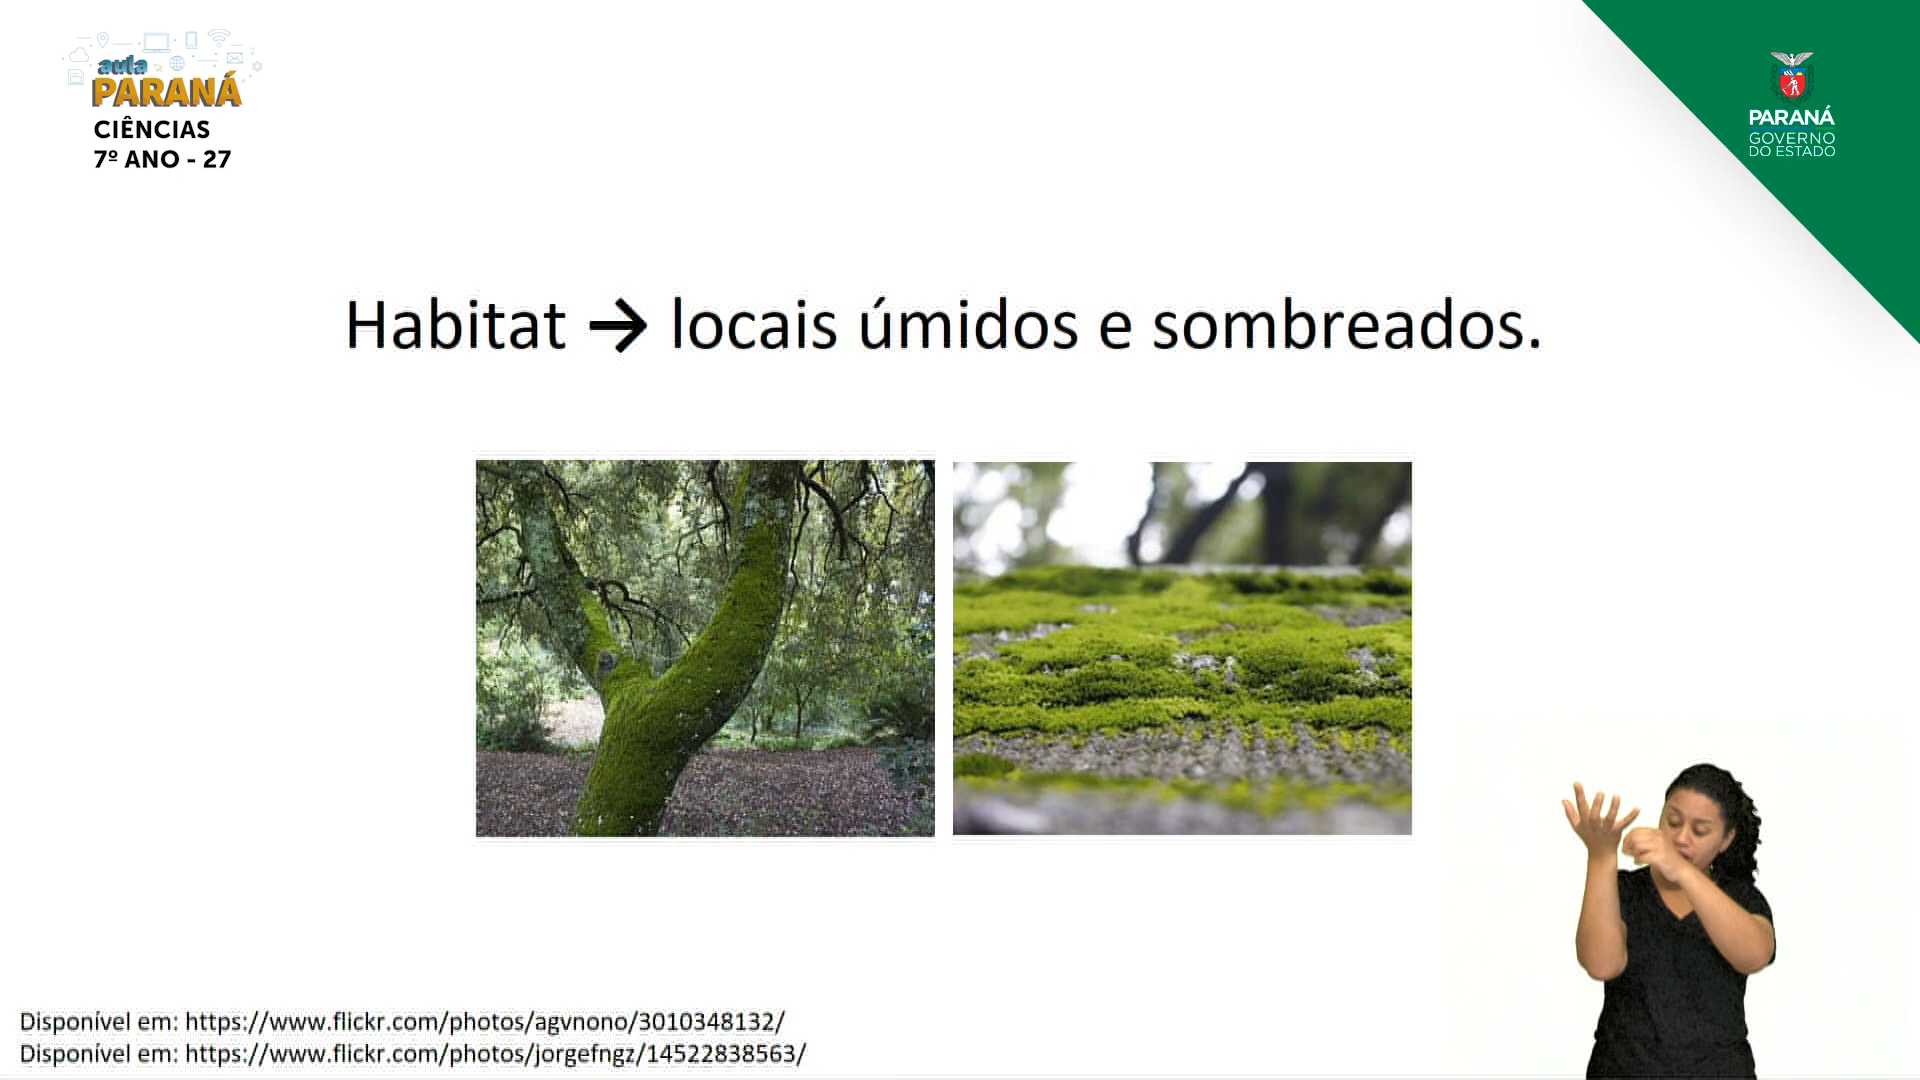 aula
PARANÁ
CIÊNCIAS
7º ANO - 27
PARANÁ
GOVERNO
DO ESTADO
Habitat → locais úmidos e sombreados.
Disponível em: https://www.flickr.com/photos/agvnono/3010348132/
Disponível em: https://www.flickr.com/photos/jorgefngz/14522838563/